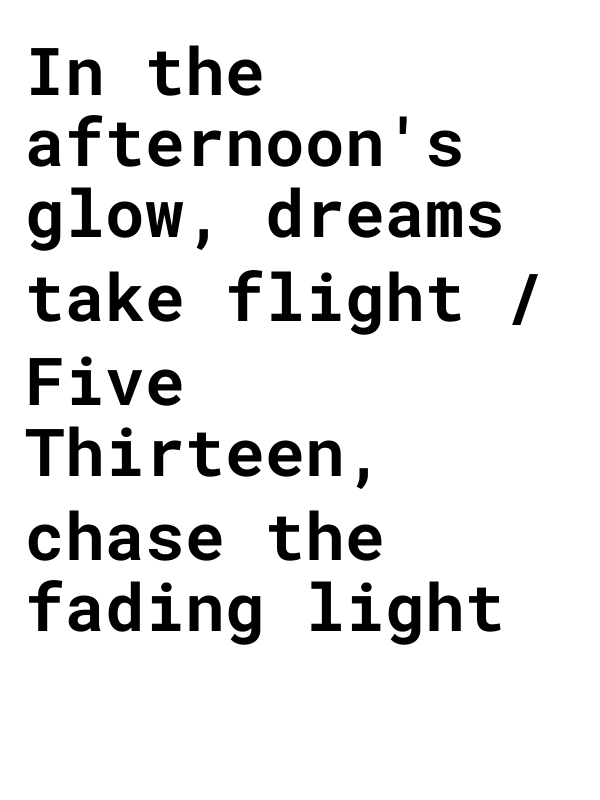 In the
afternoon's
glow, dreams
take flight /
Five
Thirteen,
chase the
fading light